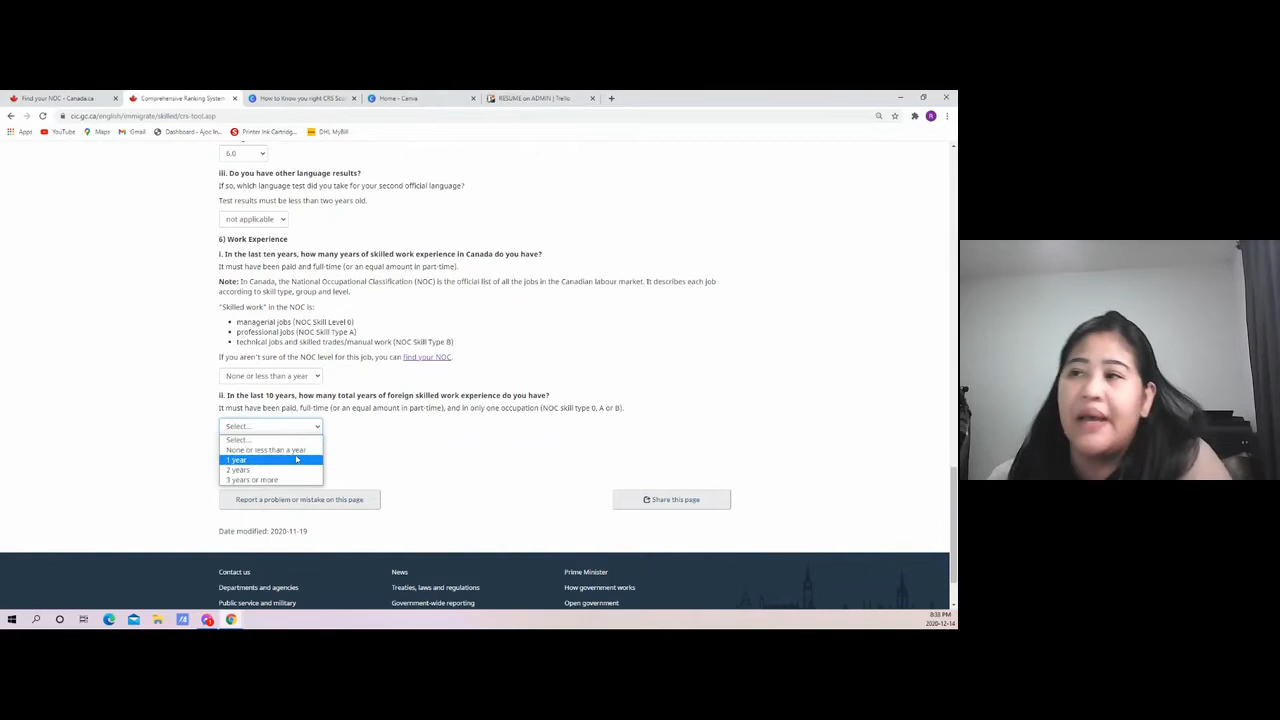 Find your NOC - Canada.ca
Comprehensive Ranking System
How to Know you right CRS Sco
Home - Canva
RESUME on ADMIN | Trello
cic.gc.ca/english/immigrate/skilled/crs-tool.asp
R
Apps
YouTube
Maps
Gmail
Dashboard - Ajoc In...
Printer Ink Cartridg...
DHL MyBill
6.0
iii. Do you have other language results?
If so, which language test did you take for your second official language?
Test results must be less than two years old.
not applicable
6) Work Experience
i. In the last ten years, how many years of skilled work experience in Canada do you have?
It must have been paid and full-time (or an equal amount in part-time).
Note: In Canada, the National Occupational Classification (NOC) is the official list of all the jobs in the Canadian labour market. It describes each job
according to skill type, group and level.
"Skilled work" in the NOC is:
managerial jobs (NOC Skill Level 0)
professional jobs (NOC Skill Type A)
technical jobs and skilled trades/manual work (NOC Skill Type B)
If you aren't sure of the NOC level for this job, you can find your NOC.
None or less than a year
ii. In the last 10 years, how many total years of foreign skilled work experience do you have?
It must have been paid, full-time (or an equal amount in part-time), and in only one occupation (NOC skill type 0, A or B).
Select...
Select...
None or less than a year
1 year
2 years
3 years or more
Report a problem or mistake on this page
Share this page
Date modified: 2020-11-19
Contact us
News
Prime Minister
Departments and agencies
Treaties, laws and regulations
How government works
Public service and military
Government-wide reporting
Open government
8:38 PM
2020-12-14